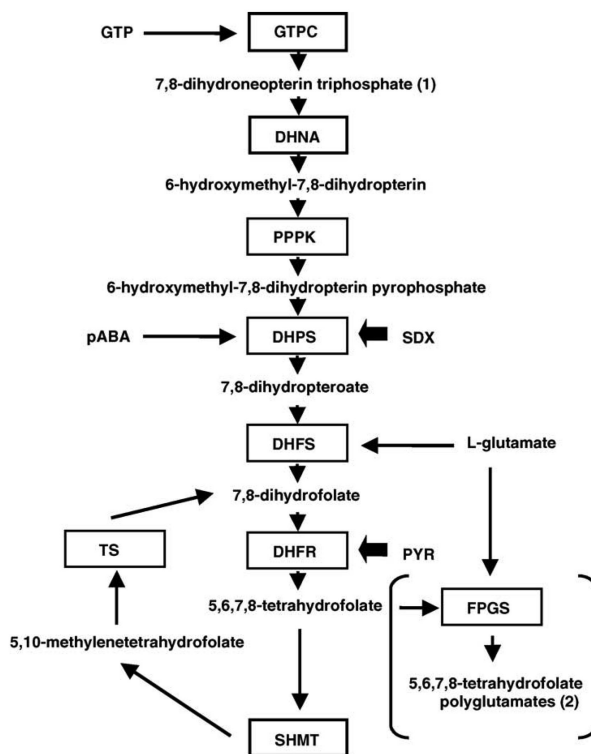 GTP
GTPC
7,8-dihydroneopterin triphosphate (1)
DHNA
6-hydroxymethyl-7,8-dihydropterin
PPPK
6-hydroxymethyl-7,8-dihydropterin pyrophosphate
pABA
DHPS
SDX
7,8-dihydropteroate
DHFS
L-glutamate
7,8-dihydrofolate
TS
DHFR
PYR
5,6,7,8-tetrahydrofolate
FPGS
5,10-methylenetetrahydrofolate
5,6,7,8-tetrahydrofolate
polyglutamates (2)
SHMT